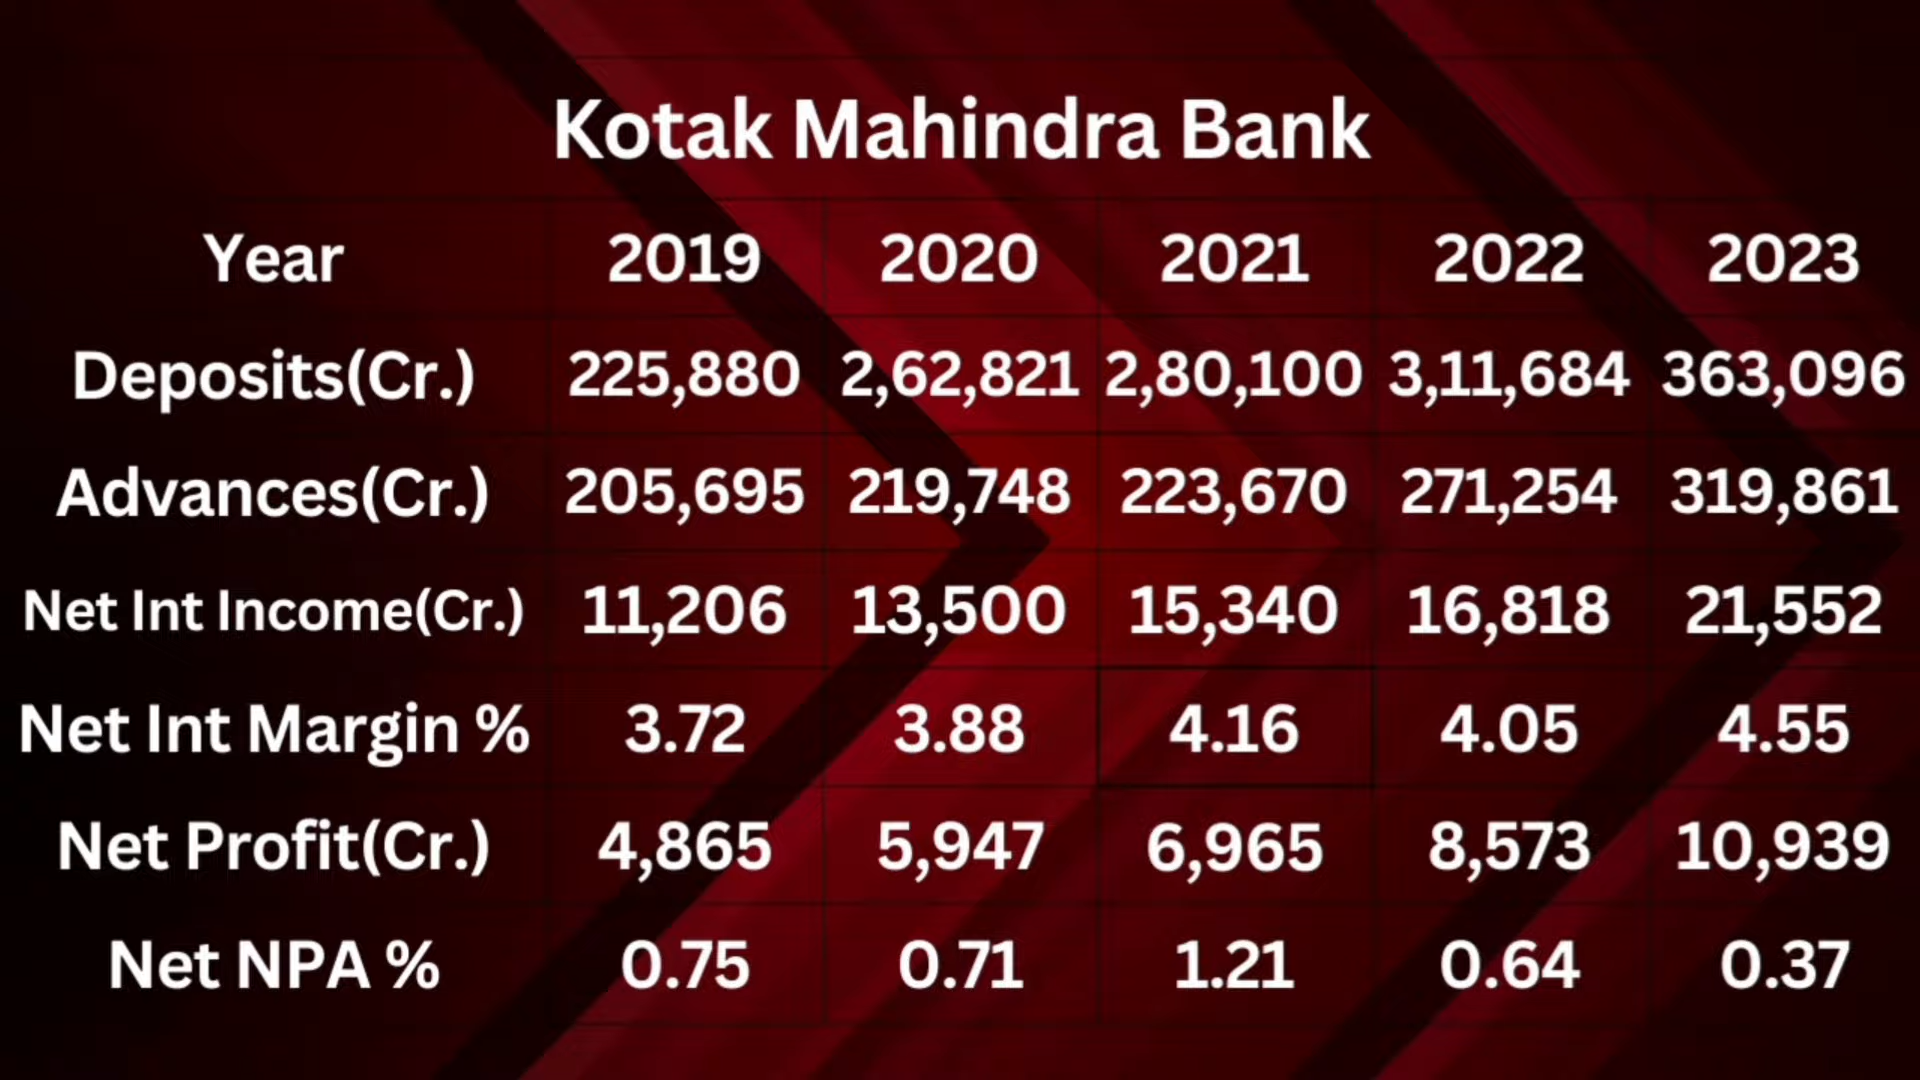 Kotak Mahindra Bank
Year 2019 2020 2021 2022 2023
Deposits(Cr.) 225,880 2,62,821 2,80,100 3,11,684 363,096
Advances(Cr.) 205,695 219,748 223,670 271,254 319,861
Net Int Income(Cr.) 11,206 13,500 15,340 16,818 21,552
Net Int Margin % 3.72 3.88 4.16 4.05 4.55
Net Profit(Cr.) 4,865 5,947 6,965 8,573 10,939
Net NPA % 0.75 0.71 1.21 0.64 0.37